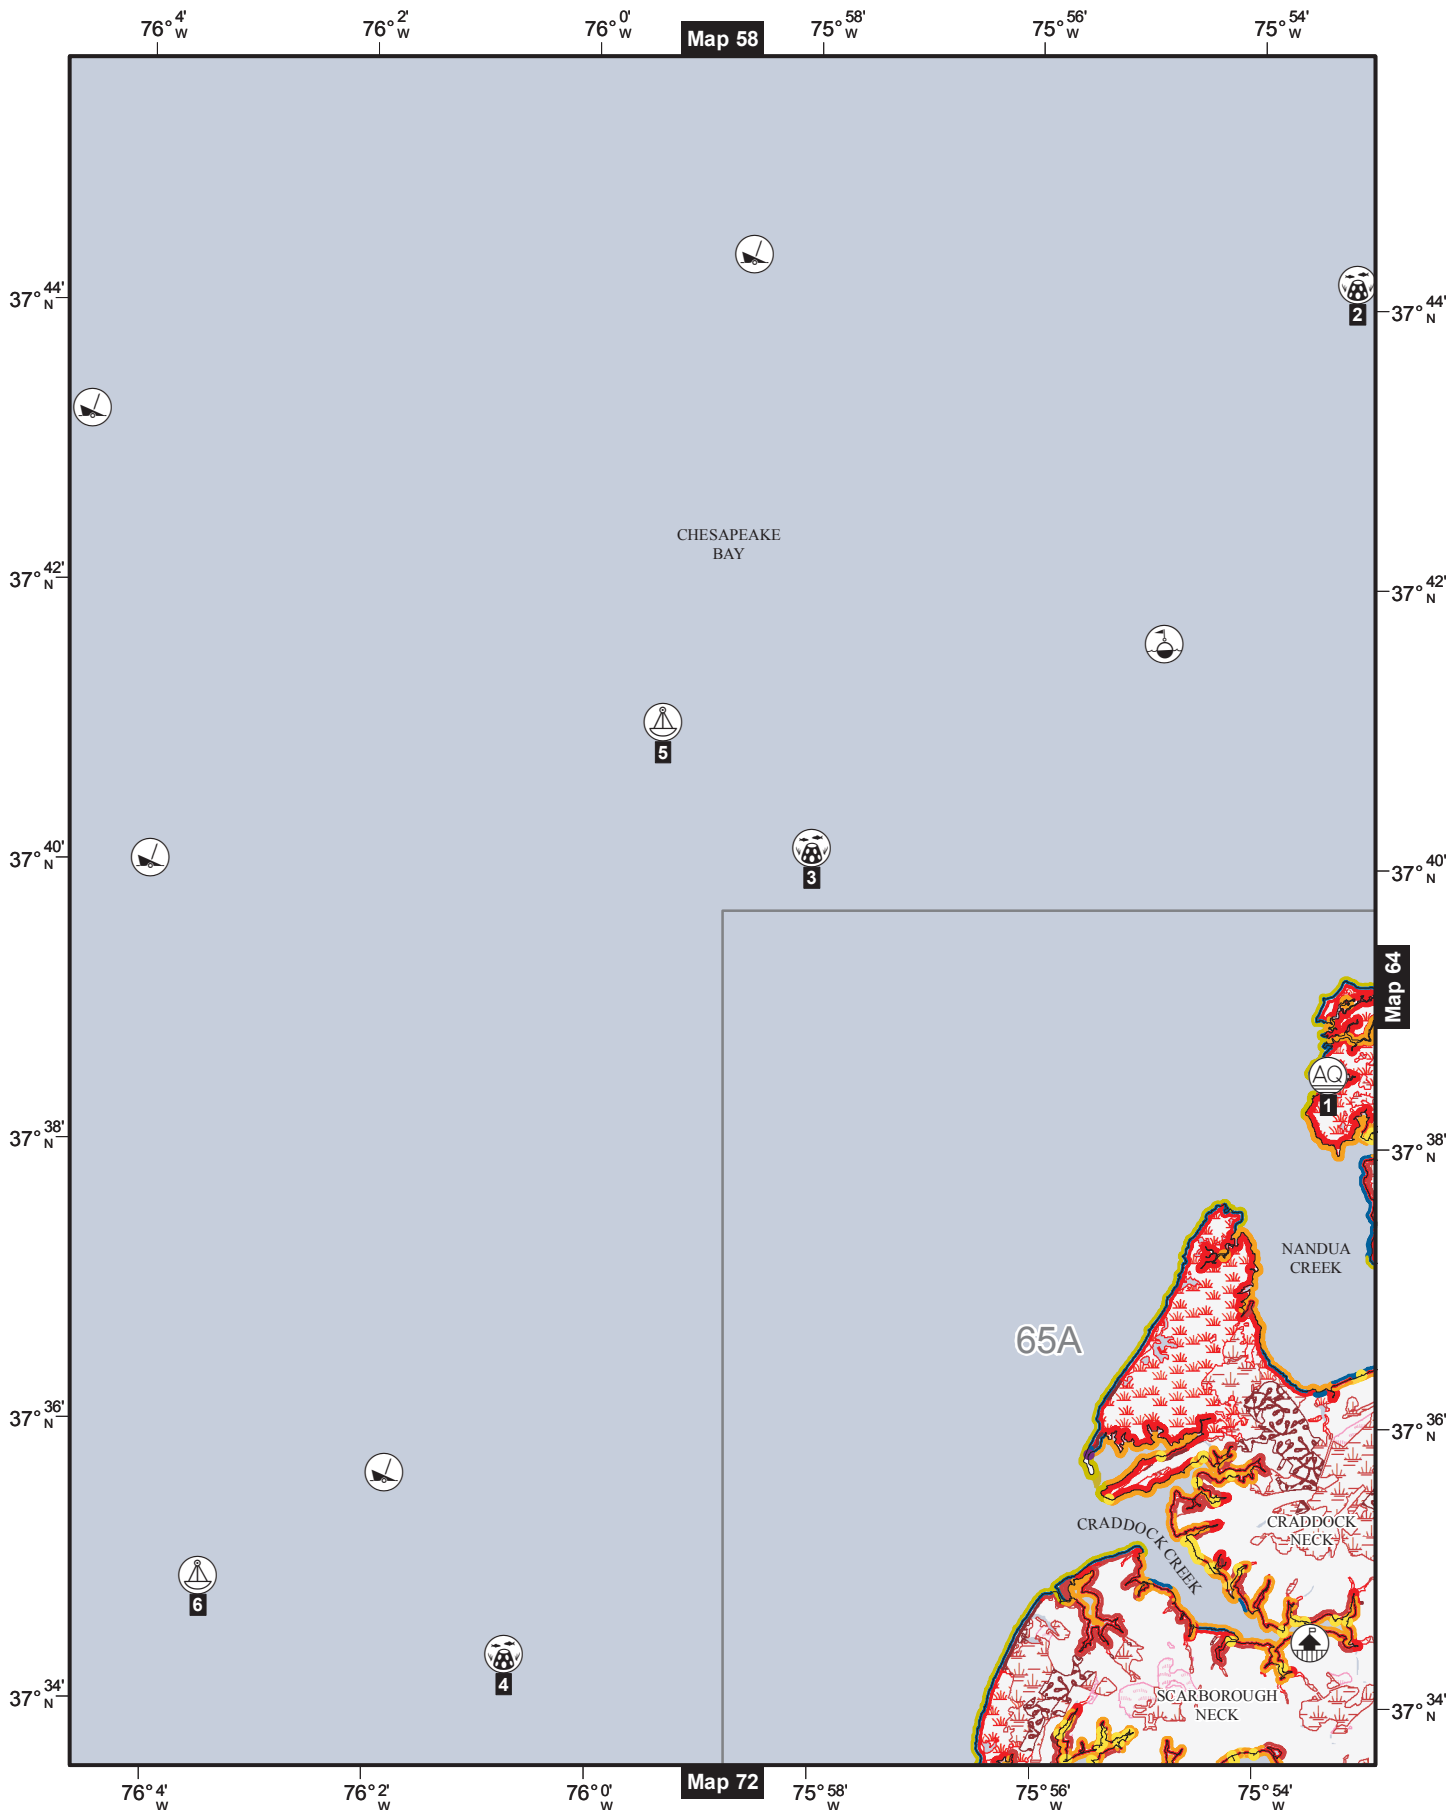 76° 4' W
76° 2' W
76° 0' W
Map 58
75° 58' W
75° 56' W
75° 54' W
37° 44' N
37° 44' N
2
CHESAPEAKE
BAY
37° 42' N
37° 42' N
5
37° 40' N
37° 40' N
3
Map 64
AQ
1
37° 38' N
37° 38' N
NANDUA
CREEK
65A
37° 36' N
37° 36' N
CRADDOCK
NECK
CRADDOCK CREEK
6
4
37° 34' N
37° 34' N
SCARBOROUGH
NECK
76° 4' W
76° 2' W
76° 0' W
Map 72
75° 58' W
75° 56' W
75° 54' W